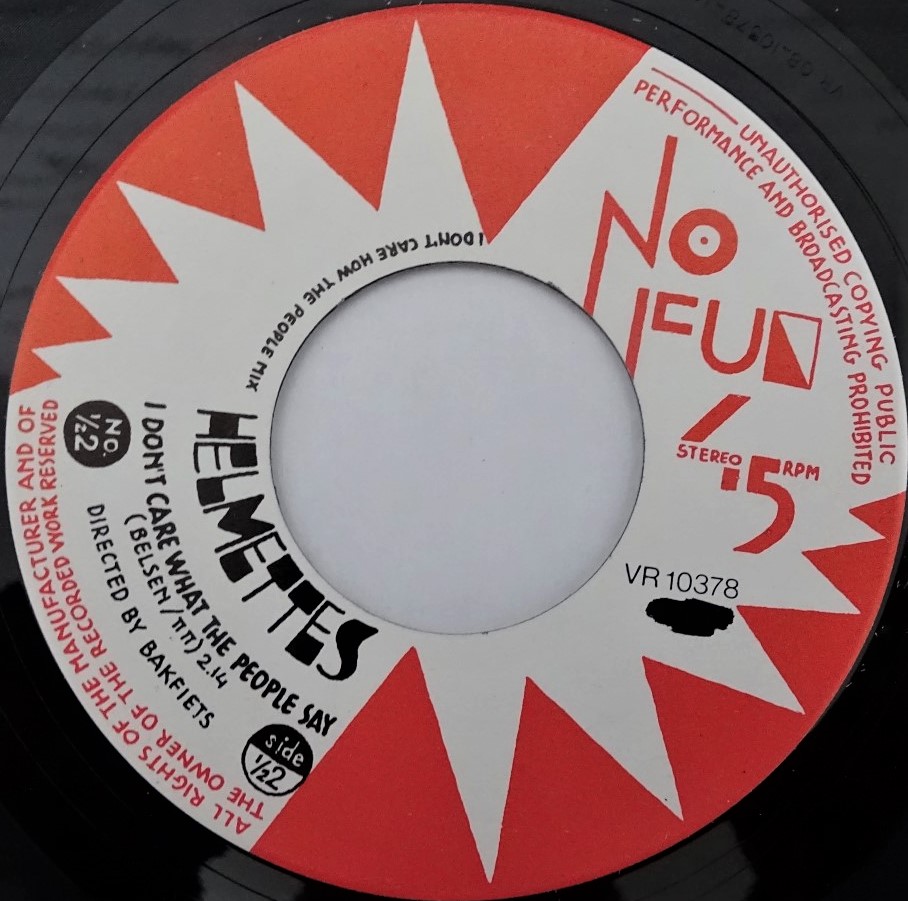 UNAUTHORISED COPYING PUBLIC
PERFORMANCE AND BROADCASTING PROHIBITED
NO
FUN
STEREO
45 RPM
VR 10378
I DON'T CARE HOW THE PEOPLE MIX
HELMETTES
I DON'T CARE WHAT THE PEOPLE SAY
(BELSEN/ππ) 2.14
DIRECTED BY BAKFIETS
NO.
½2
side
½2
ALL RIGHTS OF THE MANUFACTURER AND OF
THE OWNER OF THE RECORDED WORK RESERVED